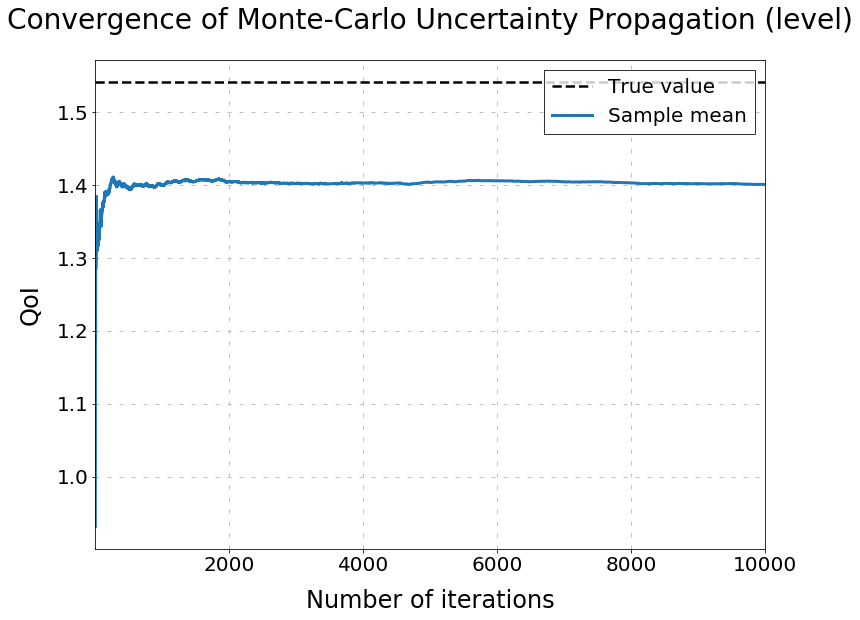 Convergence of Monte-Carlo Uncertainty Propagation (level)
True value
Sample mean
1.5
1.4
1.3
1.2
1.1
1.0
QoI
2000
4000
6000
8000
10000
Number of iterations